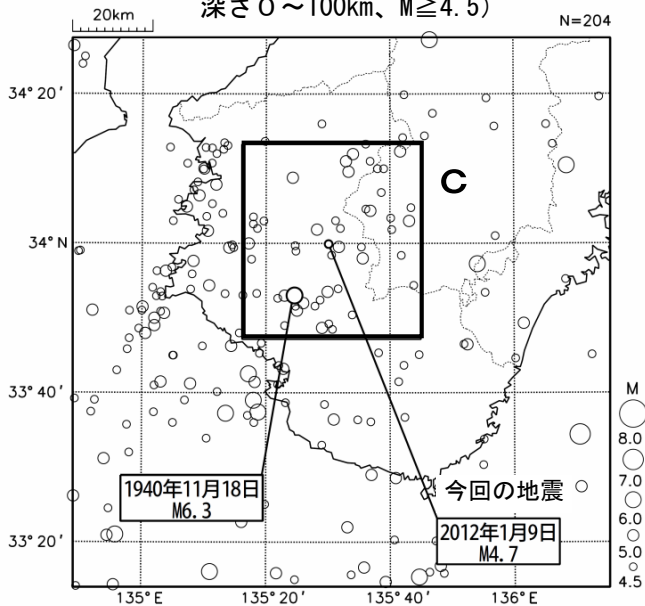 深さ0~100km、M≧4.5)
20km
N=204
34°20′
C
34°N
33°40′
M
8.0
7.0
6.0
5.0
4.5
1940年11月18日
M6.3
今回の地震
2012年1月9日
M4.7
33°20′
135°E
135°20′
135°40′
136°E